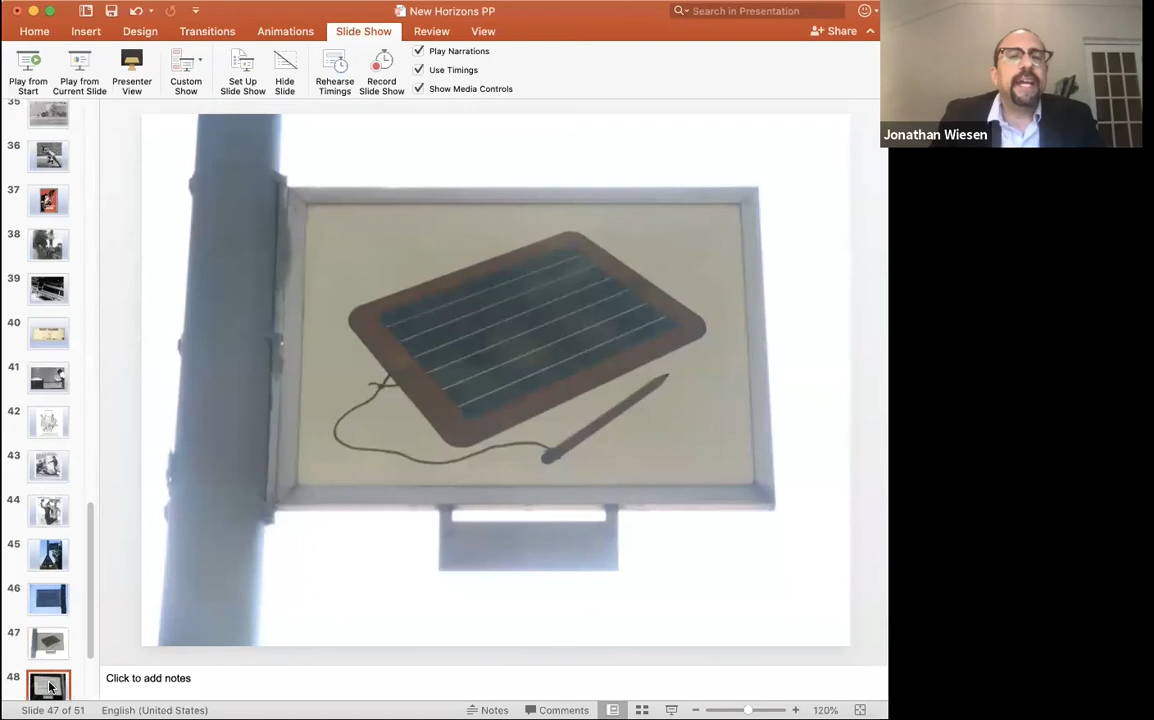 New Horizons PP
Search in Presentation
Home Insert Design Transitions Animations Slide Show Review View
Share
Play from Start
Play from Current Slide
Presenter View
Custom Show
Set Up Slide Show
Hide Slide
Rehearse Timings
Record Slide Show
Play Narrations
Use Timings
Show Media Controls
Jonathan Wiesen
35
36
37
38
39
40
41
42
43
44
45
46
47
48
Click to add notes
Slide 47 of 51 English (United States) Notes Comments 120%